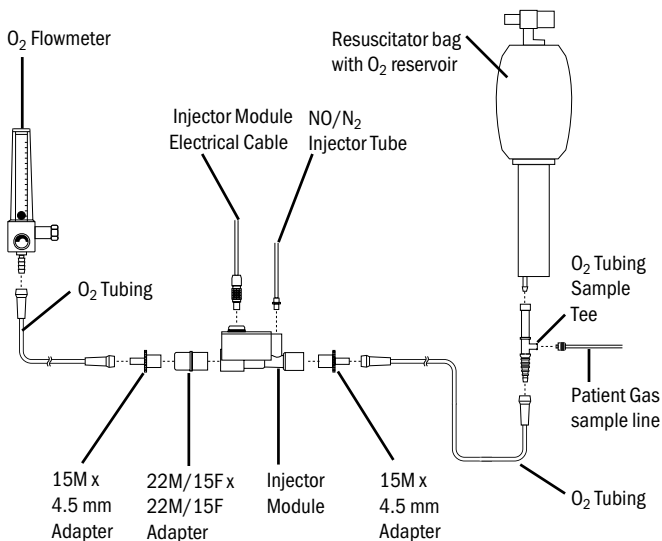 O₂ Flowmeter
Resuscitator bag
with O₂ reservoir
Injector Module
Electrical Cable
NO/N₂
Injector Tube
O₂ Tubing
O₂ Tubing
Sample
Tee
Patient Gas
sample line
15M x
4.5 mm
Adapter
22M/15F x
22M/15F
Adapter
Injector
Module
15M x
4.5 mm
Adapter
O₂ Tubing